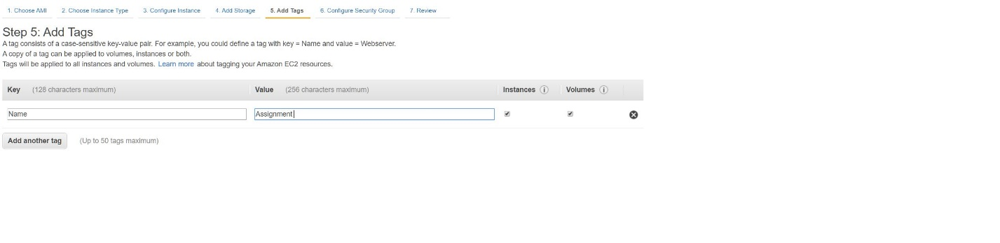 1. Choose AMI 2. Choose Instance Type 3. Configure Instance 4. Add Storage 5. Add Tags 6. Configure Security Group 7. Review
Step 5: Add Tags
A tag consists of a case-sensitive key-value pair. For example, you could define a tag with key = Name and value = Webserver.
A copy of a tag can be applied to volumes, instances or both.
Tags will be applied to all instances and volumes. Learn more about tagging your Amazon EC2 resources.
Key (128 characters maximum) Value (256 characters maximum) Instances i Volumes i
Name Assignment
Add another tag (Up to 50 tags maximum)